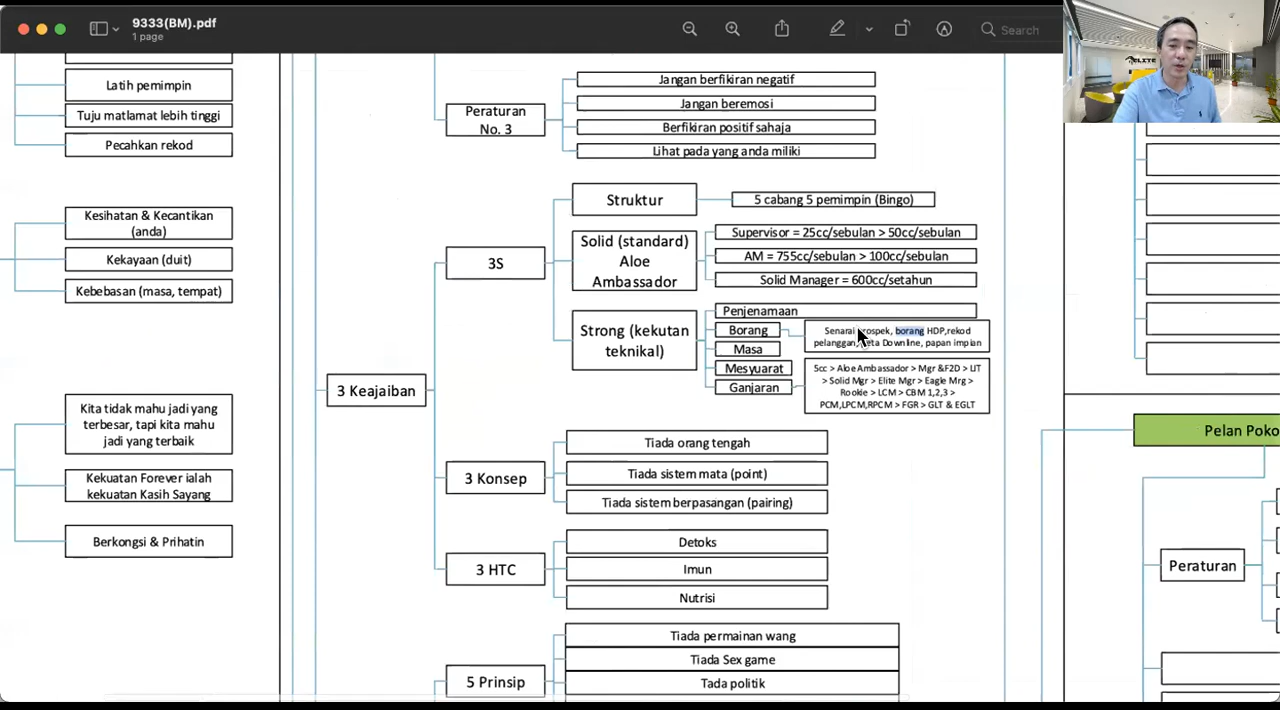 9333(BM).pdf
1 page
Search
ELITE
Latih pemimpin
Tuju matlamat lebih tinggi
Pecahkan rekod
Kesihatan & Kecantikan
(anda)
Kekayaan (duit)
Kebebasan (masa, tempat)
Kita tidak mahu jadi yang
terbesar, tapi kita mahu
jadi yang terbaik
Kekuatan Forever ialah
kekuatan Kasih Sayang
Berkongsi & Prihatin
Peraturan
No. 3
Jangan berfikiran negatif
Jangan beremosi
Berfikiran positif sahaja
Lihat pada yang anda miliki
3 Keajaiban
3S
Struktur
5 cabang 5 pemimpin (Bingo)
Solid (standard)
Aloe
Ambassador
Supervisor = 25cc/sebulan > 50cc/sebulan
AM = 755cc/sebulan > 100cc/sebulan
Solid Manager = 600cc/setahun
Strong (kekutan
teknikal)
Penjenamaan
Borang
Senarai prospek, borang HDP,rekod
pelanggan, Downline, papan impian
Masa
Mesyuarat
Ganjaran
5cc > Aloe Ambassador > Mgr &F2D > UT
> Solid Mgr > Elite Mgr > Eagle Mrg >
Rookie > LCM > CBM 1,2,3 >
PCM,LPCM,RPCM > FGR > GLT & EGLT
3 Konsep
Tiada orang tengah
Tiada sistem mata (point)
Tiada sistem berpasangan (pairing)
3 HTC
Detoks
Imun
Nutrisi
5 Prinsip
Tiada permainan wang
Tiada Sex game
Tada politik
Pelan Poko
Peraturan